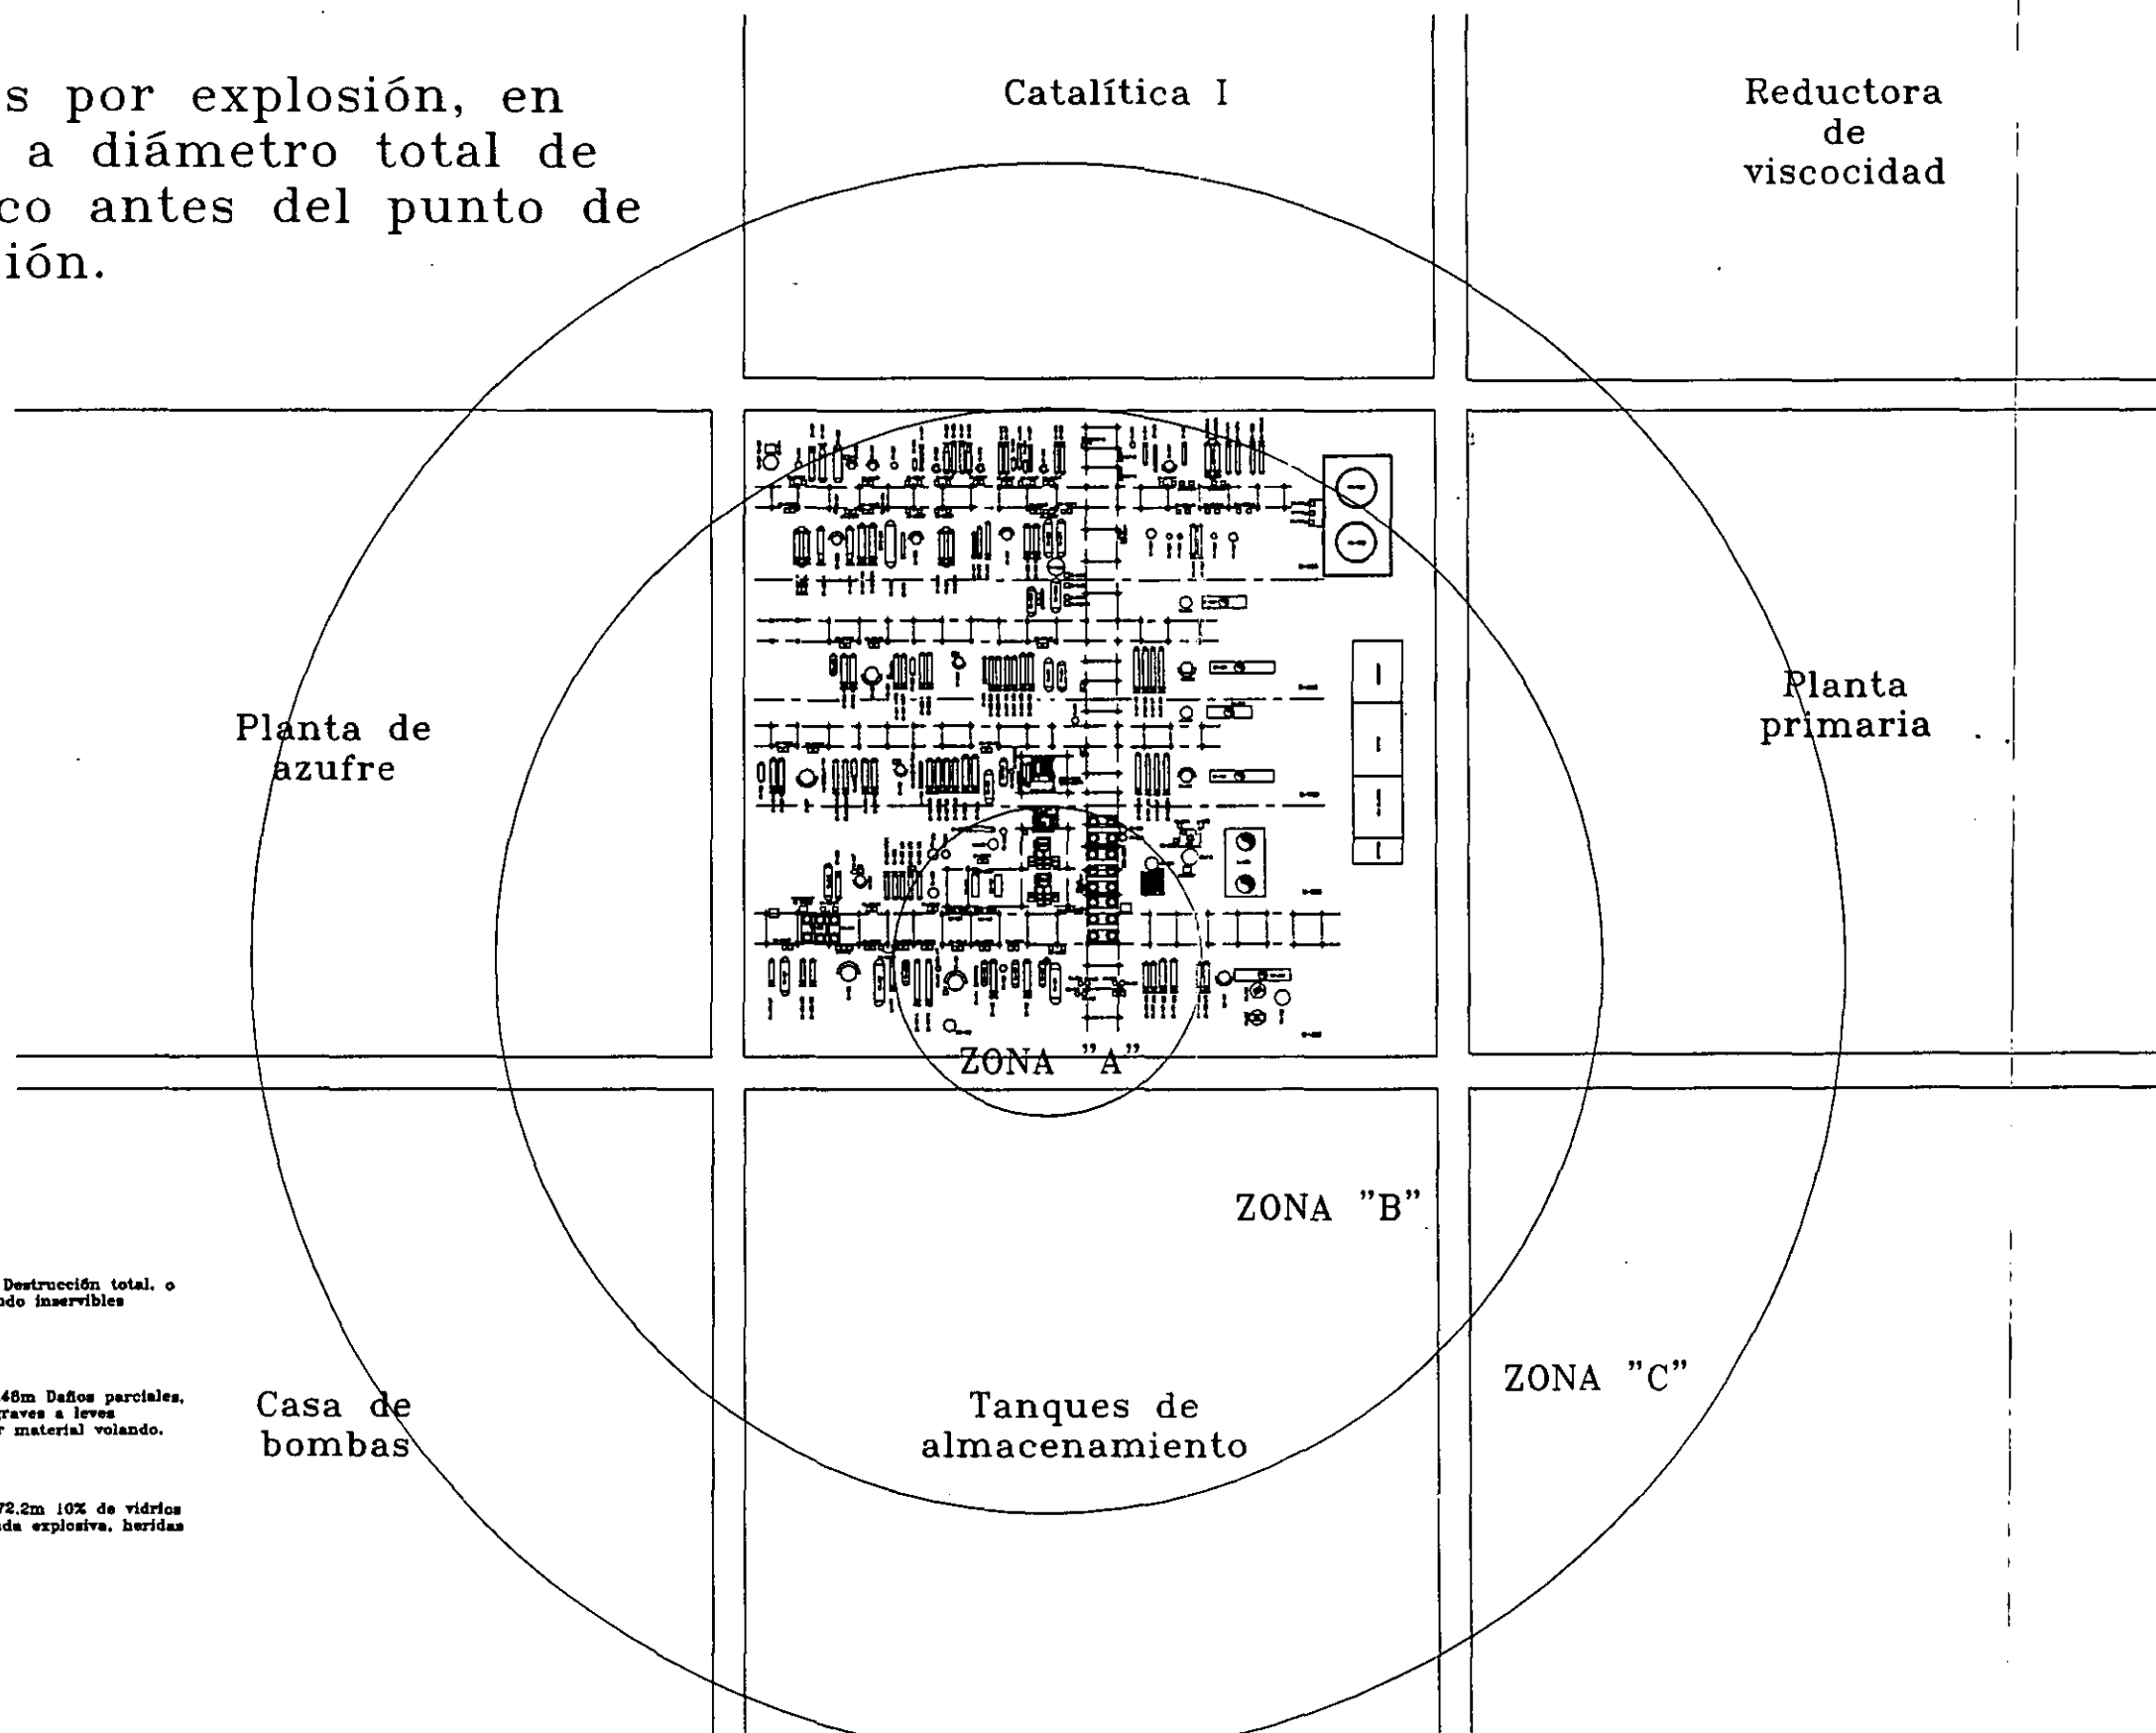 s por explosión, en
a diámetro total de
co antes del punto de
ión.
Catalítica I
Reductora
de
viscocidad
Planta de
azufre
Planta
primaria
ZONA "A"
ZONA "B"
ZONA "C"
Destrucción total, o
do inservibles
48m Daños parciales,
raves a leves
r material volando.
72.2m 10% de vidrios
da explosiva, heridas
Casa de
bombas
Tanques de
almacenamiento